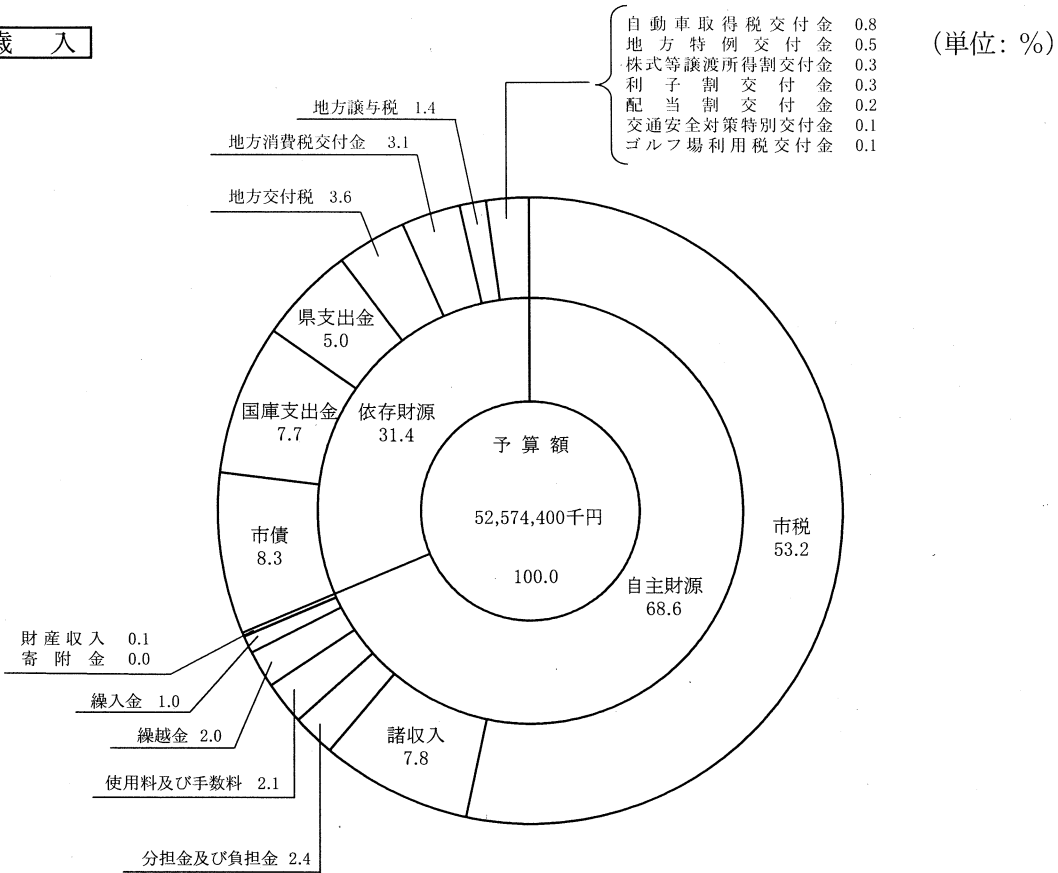 歳 入
(単位: %)
自動車取得税交付金 0.8
地方特例交付金 0.5
株式等譲渡所得割交付金 0.3
利子割交付金 0.3
配当割交付金 0.2
交通安全対策特別交付金 0.1
ゴルフ場利用税交付金 0.1
地方譲与税 1.4
地方消費税交付金 3.1
地方交付税 3.6
県支出金
5.0
国庫支出金
7.7
依存財源
31.4
予算額
52,574,400千円
100.0
市税
53.2
自主財源
68.6
市債
8.3
財産収入 0.1
寄附金 0.0
繰入金 1.0
繰越金 2.0
使用料及び手数料 2.1
分担金及び負担金 2.4
諸収入
7.8